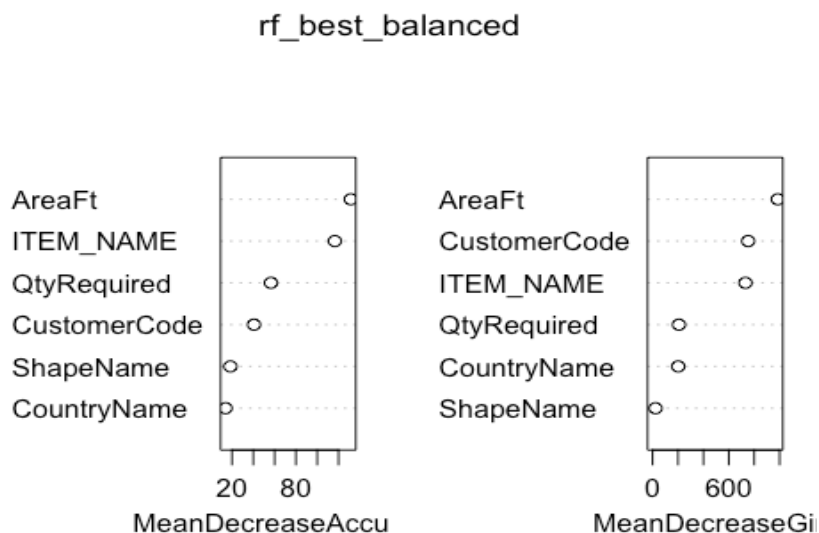 rf_best_balanced
AreaFt
ITEM_NAME
QtyRequired
CustomerCode
ShapeName
CountryName
20 80
MeanDecreaseAccu
AreaFt
CustomerCode
ITEM_NAME
QtyRequired
CountryName
ShapeName
0 600
MeanDecreaseGi